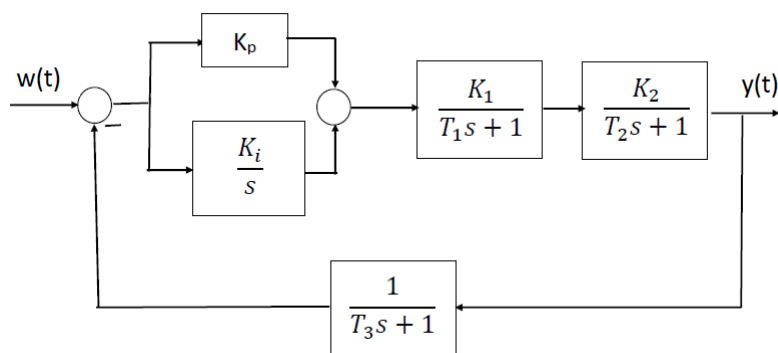 w(t)
Kₚ
K₁
T₁s + 1
K₂
T₂s + 1
y(t)
Kᵢ
s
1
T₃s + 1